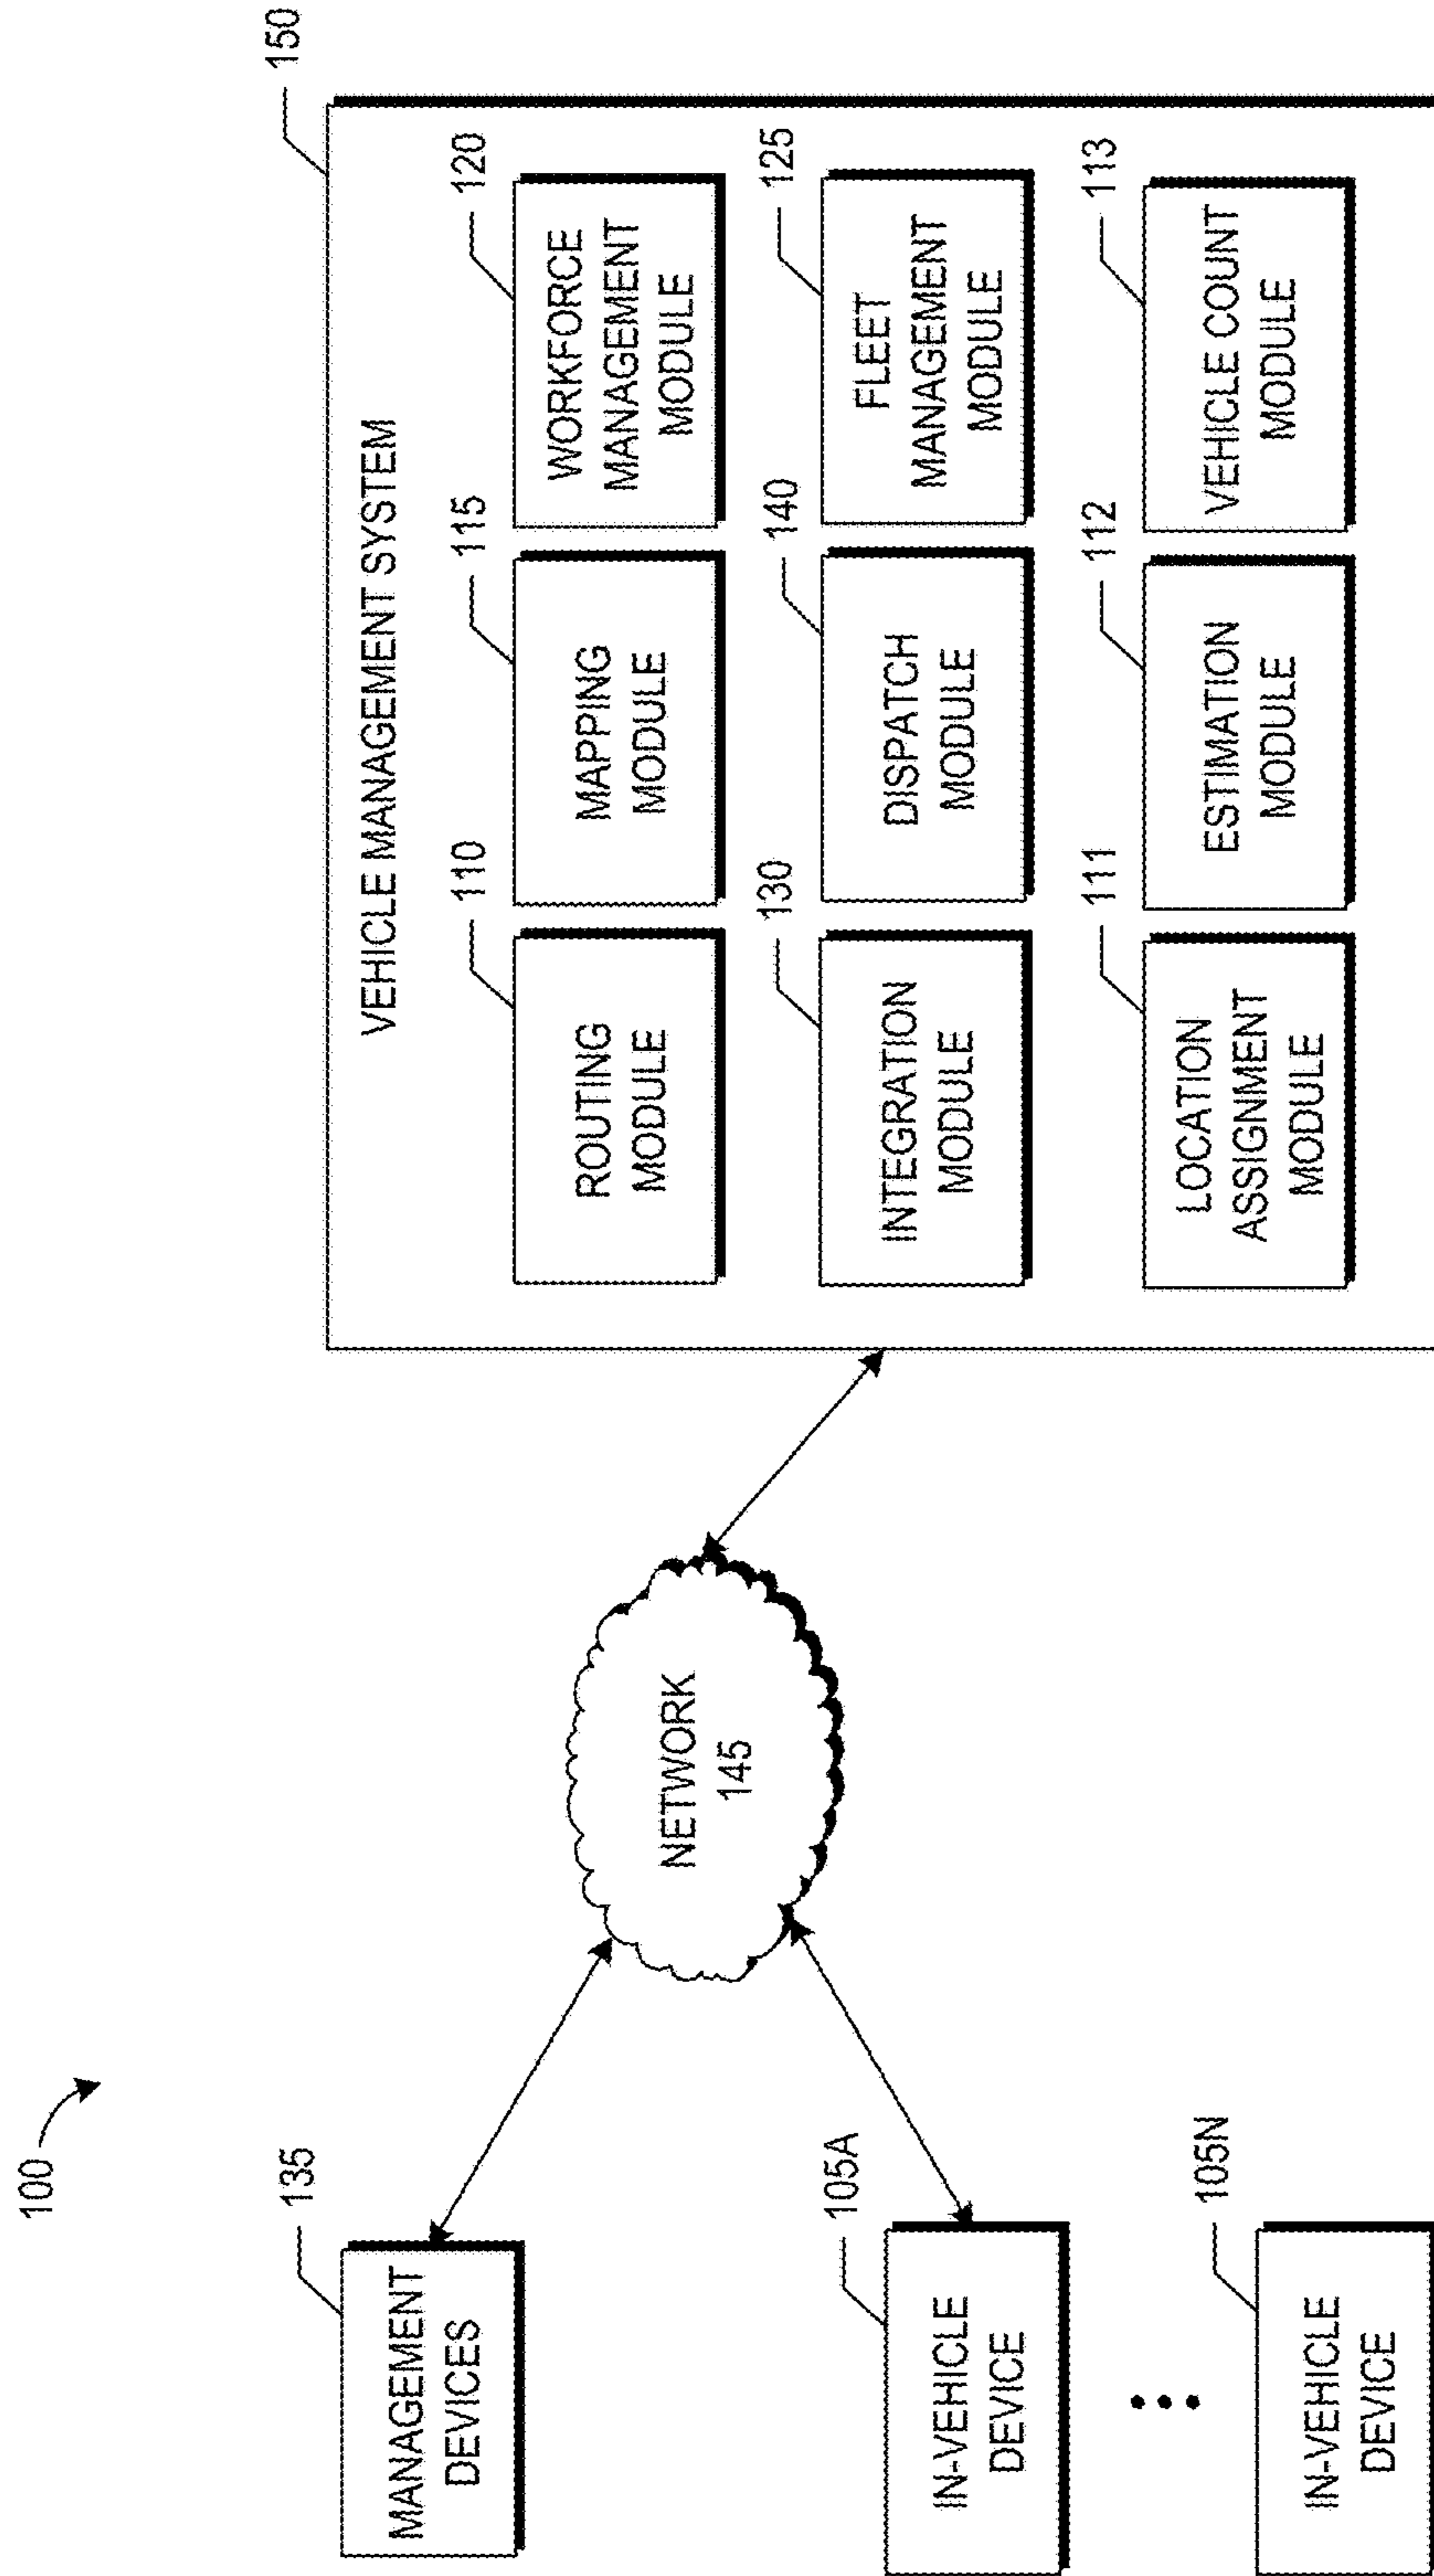 100
135
MANAGEMENT
DEVICES
105A
IN-VEHICLE
DEVICE
105N
IN-VEHICLE
DEVICE
NETWORK
145
150
VEHICLE MANAGEMENT SYSTEM
110
ROUTING
MODULE
115
MAPPING
MODULE
120
WORKFORCE
MANAGEMENT
MODULE
130
INTEGRATION
MODULE
140
DISPATCH
MODULE
125
FLEET
MANAGEMENT
MODULE
111
LOCATION
ASSIGNMENT
MODULE
112
ESTIMATION
MODULE
113
VEHICLE COUNT
MODULE